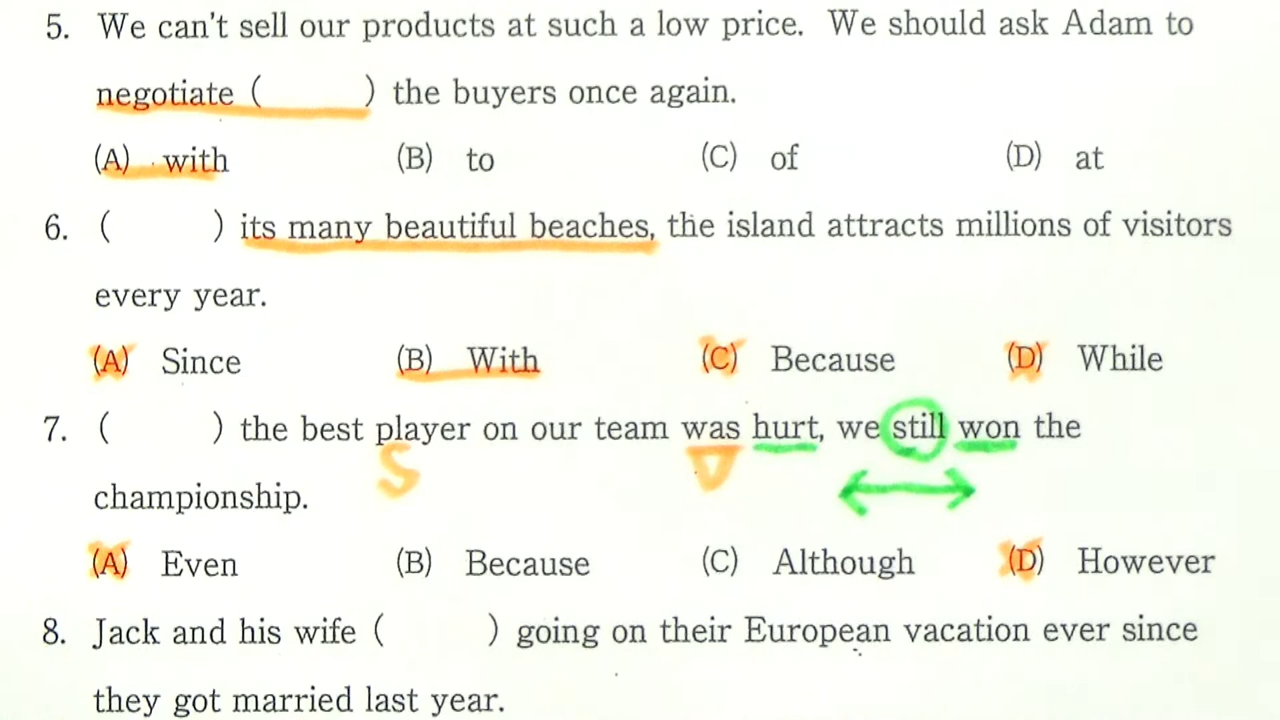 5. We can't sell our products at such a low price. We should ask Adam to
negotiate (      ) the buyers once again.
(A) with (B) to (C) of (D) at
6. (      ) its many beautiful beaches, the island attracts millions of visitors
every year.
(A) Since (B) With (C) Because (D) While
7. (      ) the best player on our team was hurt, we still won the
S V
championship.
(A) Even (B) Because (C) Although (D) However
8. Jack and his wife (      ) going on their European vacation ever since
they got married last year.